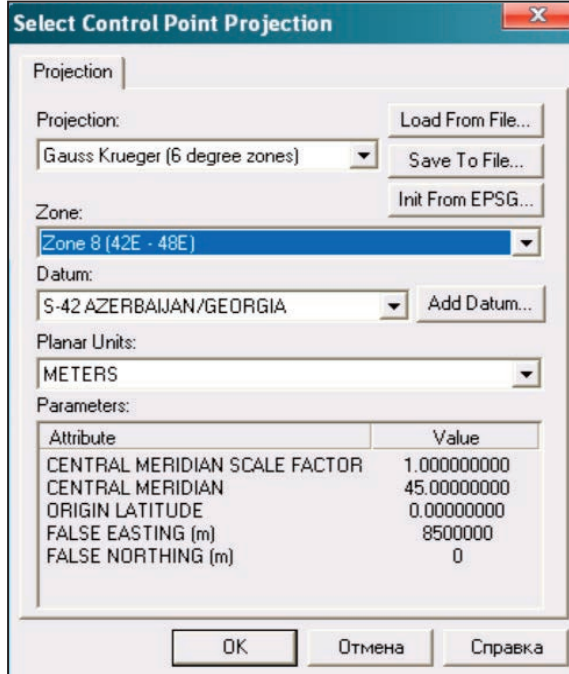 Select Control Point Projection
X
Projection
Projection:
Load From File...
Gauss Krueger (6 degree zones)
Save To File...
Init From EPSG...
Zone:
Zone 8 (42E - 48E)
Datum:
S-42 AZERBAIJAN/GEORGIA
Add Datum...
Planar Units:
METERS
Parameters:
Attribute Value
CENTRAL MERIDIAN SCALE FACTOR 1.000000000
CENTRAL MERIDIAN 45.00000000
ORIGIN LATITUDE 0.00000000
FALSE EASTING (m) 8500000
FALSE NORTHING (m) 0
OK Отмена Справка